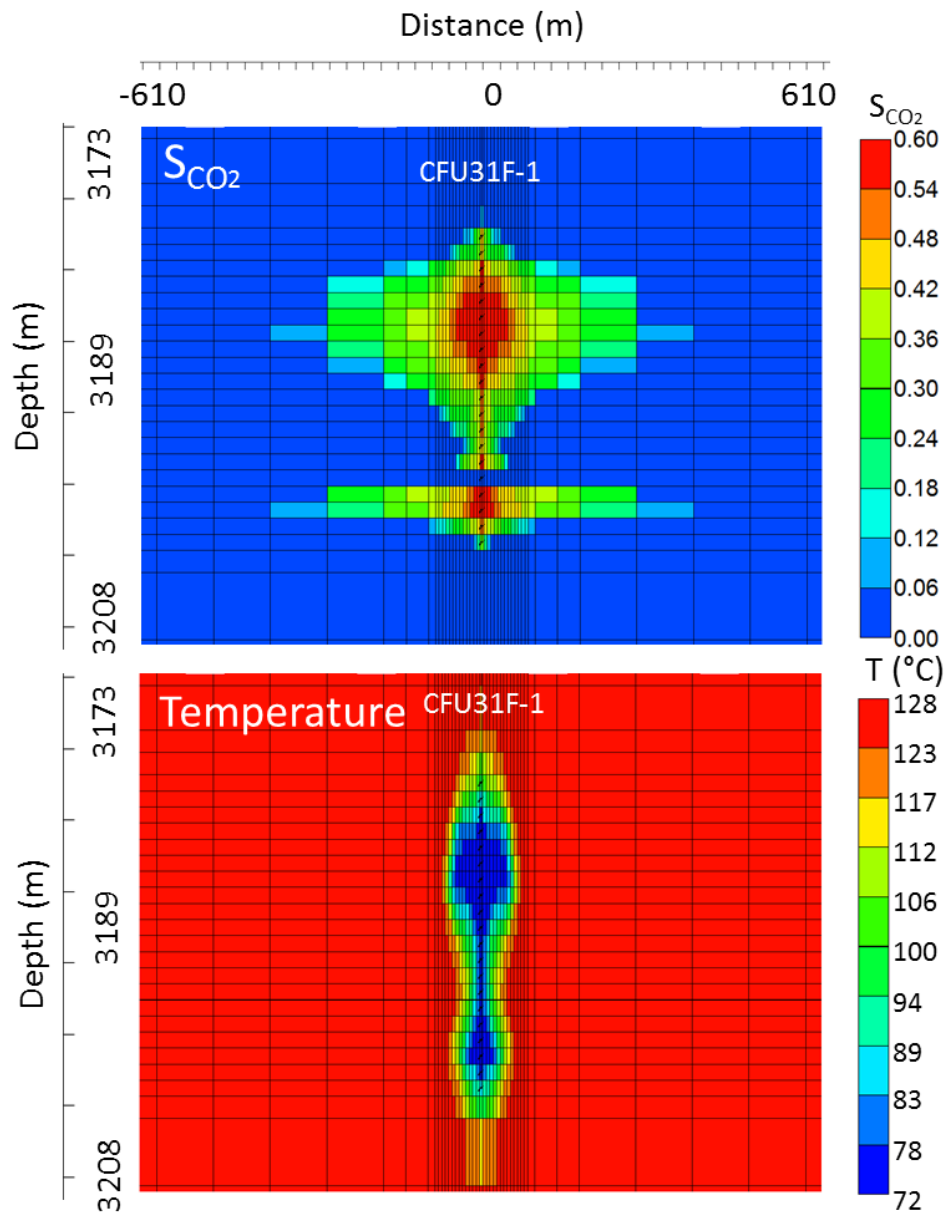 Distance (m)
-610 0 610
S_CO2
CFU31F-1
Depth (m)
3173
3189
3208
S_CO2
0.60
0.54
0.48
0.42
0.36
0.30
0.24
0.18
0.12
0.06
0.00
Temperature
CFU31F-1
Depth (m)
3173
3189
3208
T (°C)
128
123
117
112
106
100
94
89
83
78
72